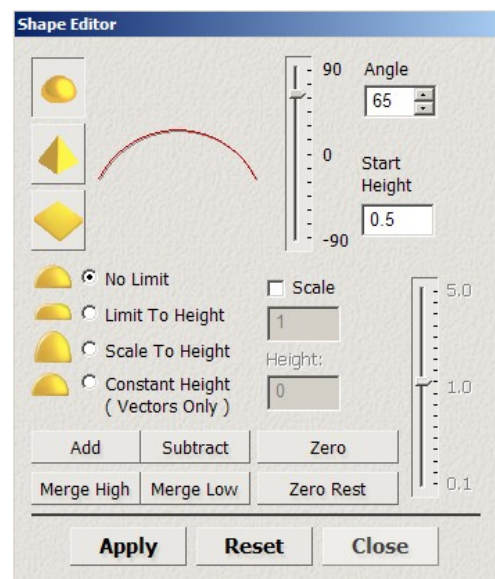 Shape Editor
90
Angle
65
0
Start
Height
0.5
-90
No Limit
Scale
5.0
Limit To Height
1
Scale To Height
Height:
Constant Height
( Vectors Only )
0
1.0
Add
Subtract
Zero
Merge High
Merge Low
Zero Rest
0.1
Apply
Reset
Close